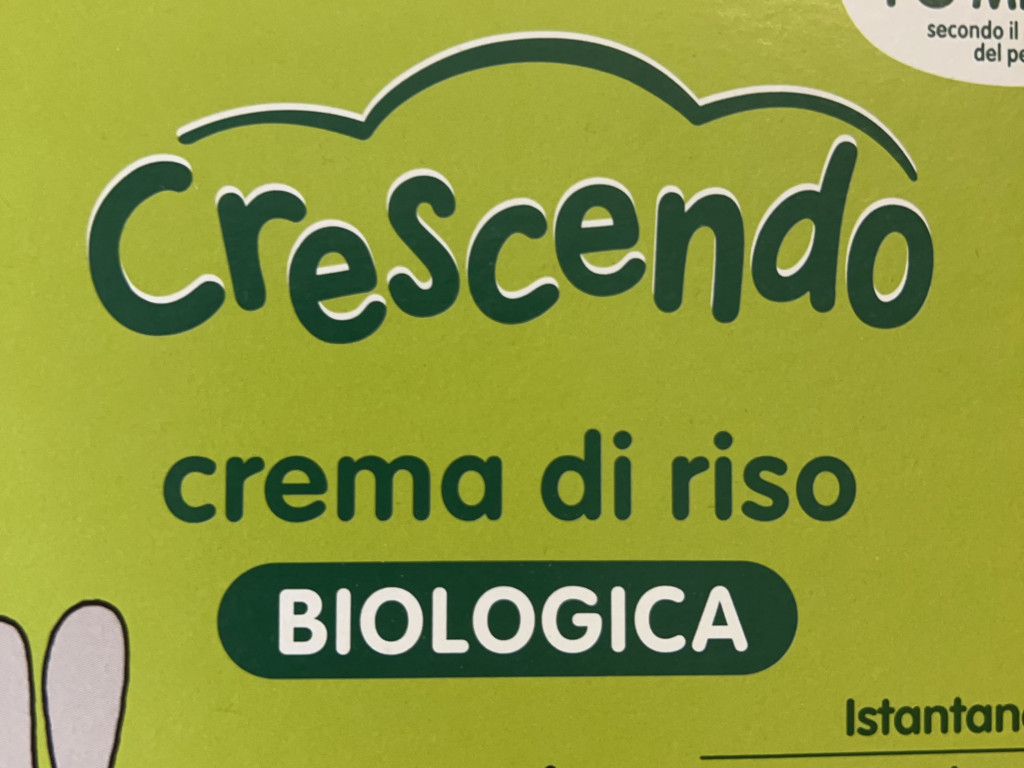 secondo il
del
Crescendo
crema di riso
BIOLOGICA